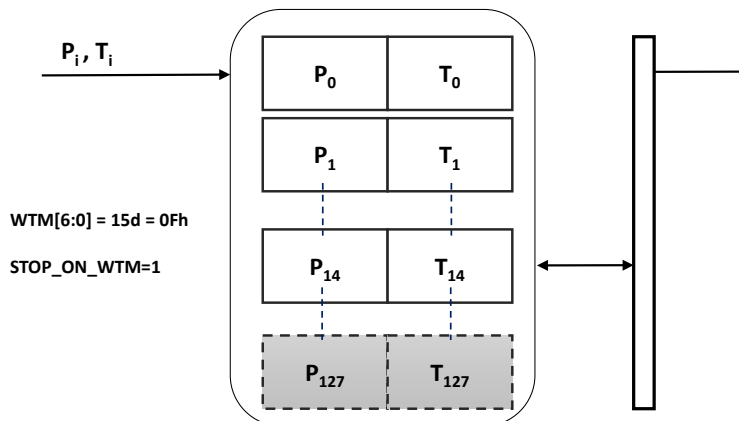 Pᵢ, Tᵢ
P₀ T₀
P₁ T₁
WTM[6:0] = 15d = 0Fh
STOP_ON_WTM=1
P₁₄ T₁₄
P₁₂₇ T₁₂₇